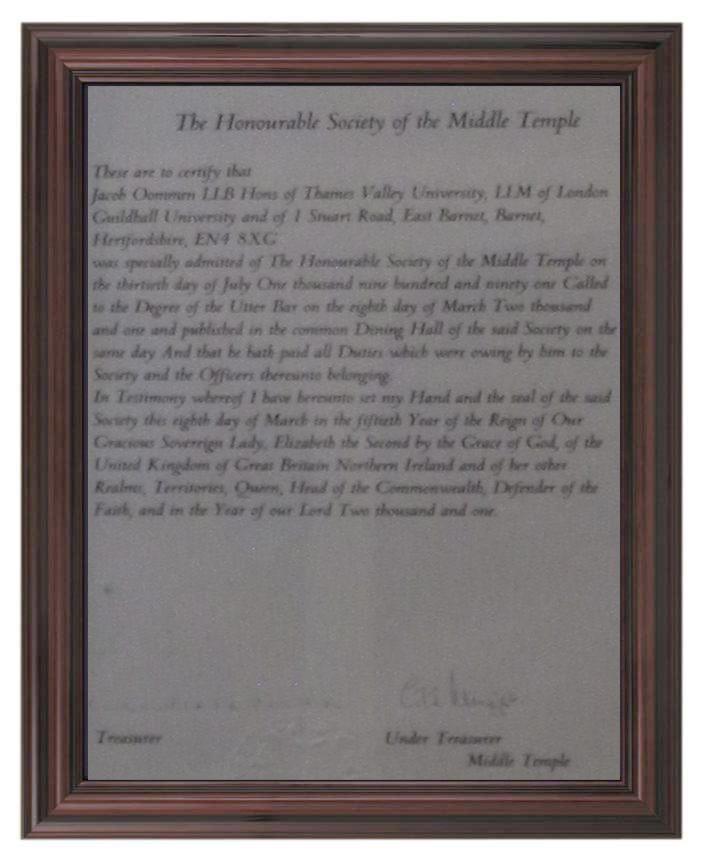 The Honourable Society of the Middle Temple
These are to certify that
Jacob Oommen LLB Hons of Thames Valley University, LLM of London
Guildhall University and of 1 Stuart Road, East Barnet, Barnet,
Hertfordshire, EN4 8XG
was specially admitted of The Honourable Society of the Middle Temple on
the thirtieth day of July One thousand nine hundred and ninety one Called
to the Degree of the Utter Bar on the eighth day of March Two thousand
and one and published in the common Dining Hall of the said Society on the
same day And that he hath paid all Duties which were owing by him to the
Society and the Officers thereunto belonging.
In Testimony whereof I have hereunto set my Hand and the seal of the said
Society this eighth day of March in the fiftieth Year of the Reign of Our
Gracious Sovereign Lady, Elizabeth the Second by the Grace of God, of the
United Kingdom of Great Britain Northern Ireland and of her other
Realms, Territories, Queen, Head of the Commonwealth, Defender of the
Faith, and in the Year of our Lord Two thousand and one.
Treasurer
Under Treasurer
Middle Temple